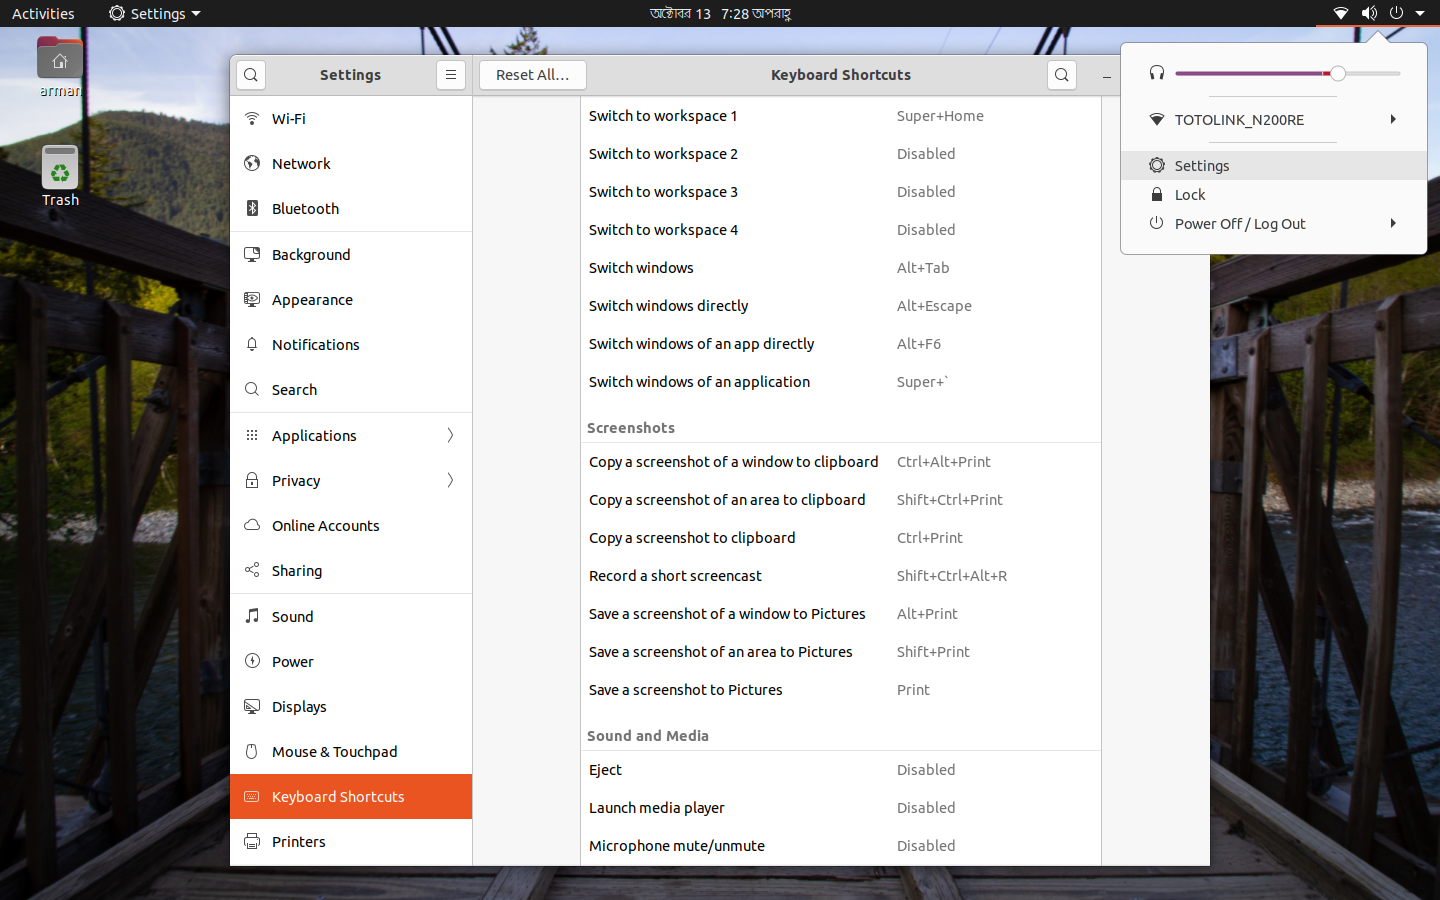 Activities
Settings
অক্টোবর 13 7:28 অপরাহ্ণ
arman
Trash
Settings
Reset All...
Keyboard Shortcuts
Wi-Fi
Network
Bluetooth
Background
Appearance
Notifications
Search
Applications
Privacy
Online Accounts
Sharing
Sound
Power
Displays
Mouse & Touchpad
Keyboard Shortcuts
Printers
Switch to workspace 1 Super+Home
Switch to workspace 2 Disabled
Switch to workspace 3 Disabled
Switch to workspace 4 Disabled
Switch windows Alt+Tab
Switch windows directly Alt+Escape
Switch windows of an app directly Alt+F6
Switch windows of an application Super+`
Screenshots
Copy a screenshot of a window to clipboard Ctrl+Alt+Print
Copy a screenshot of an area to clipboard Shift+Ctrl+Print
Copy a screenshot to clipboard Ctrl+Print
Record a short screencast Shift+Ctrl+Alt+R
Save a screenshot of a window to Pictures Alt+Print
Save a screenshot of an area to Pictures Shift+Print
Save a screenshot to Pictures Print
Sound and Media
Eject Disabled
Launch media player Disabled
Microphone mute/unmute Disabled
TOTOLINK_N200RE
Settings
Lock
Power Off / Log Out